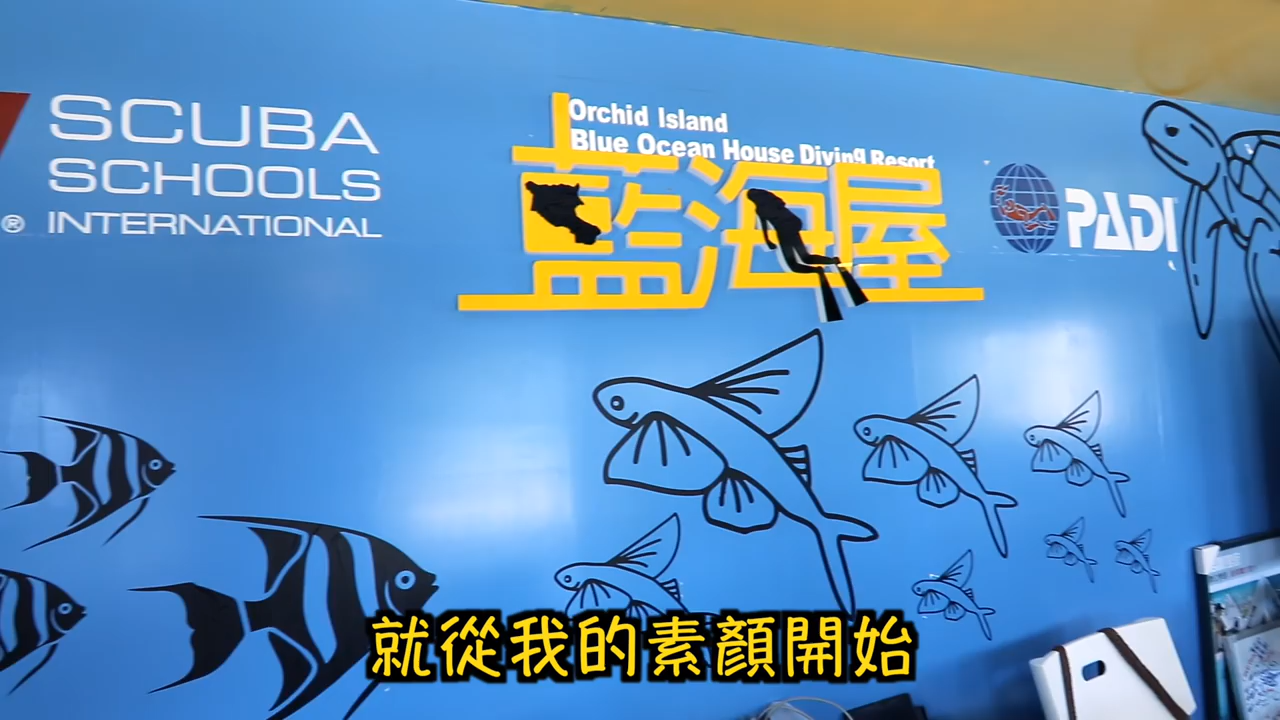 SCUBA
SCHOOLS
® INTERNATIONAL
Orchid Island
Blue Ocean House Diving Resort
藍海屋
PADI
就從我的素顏開始